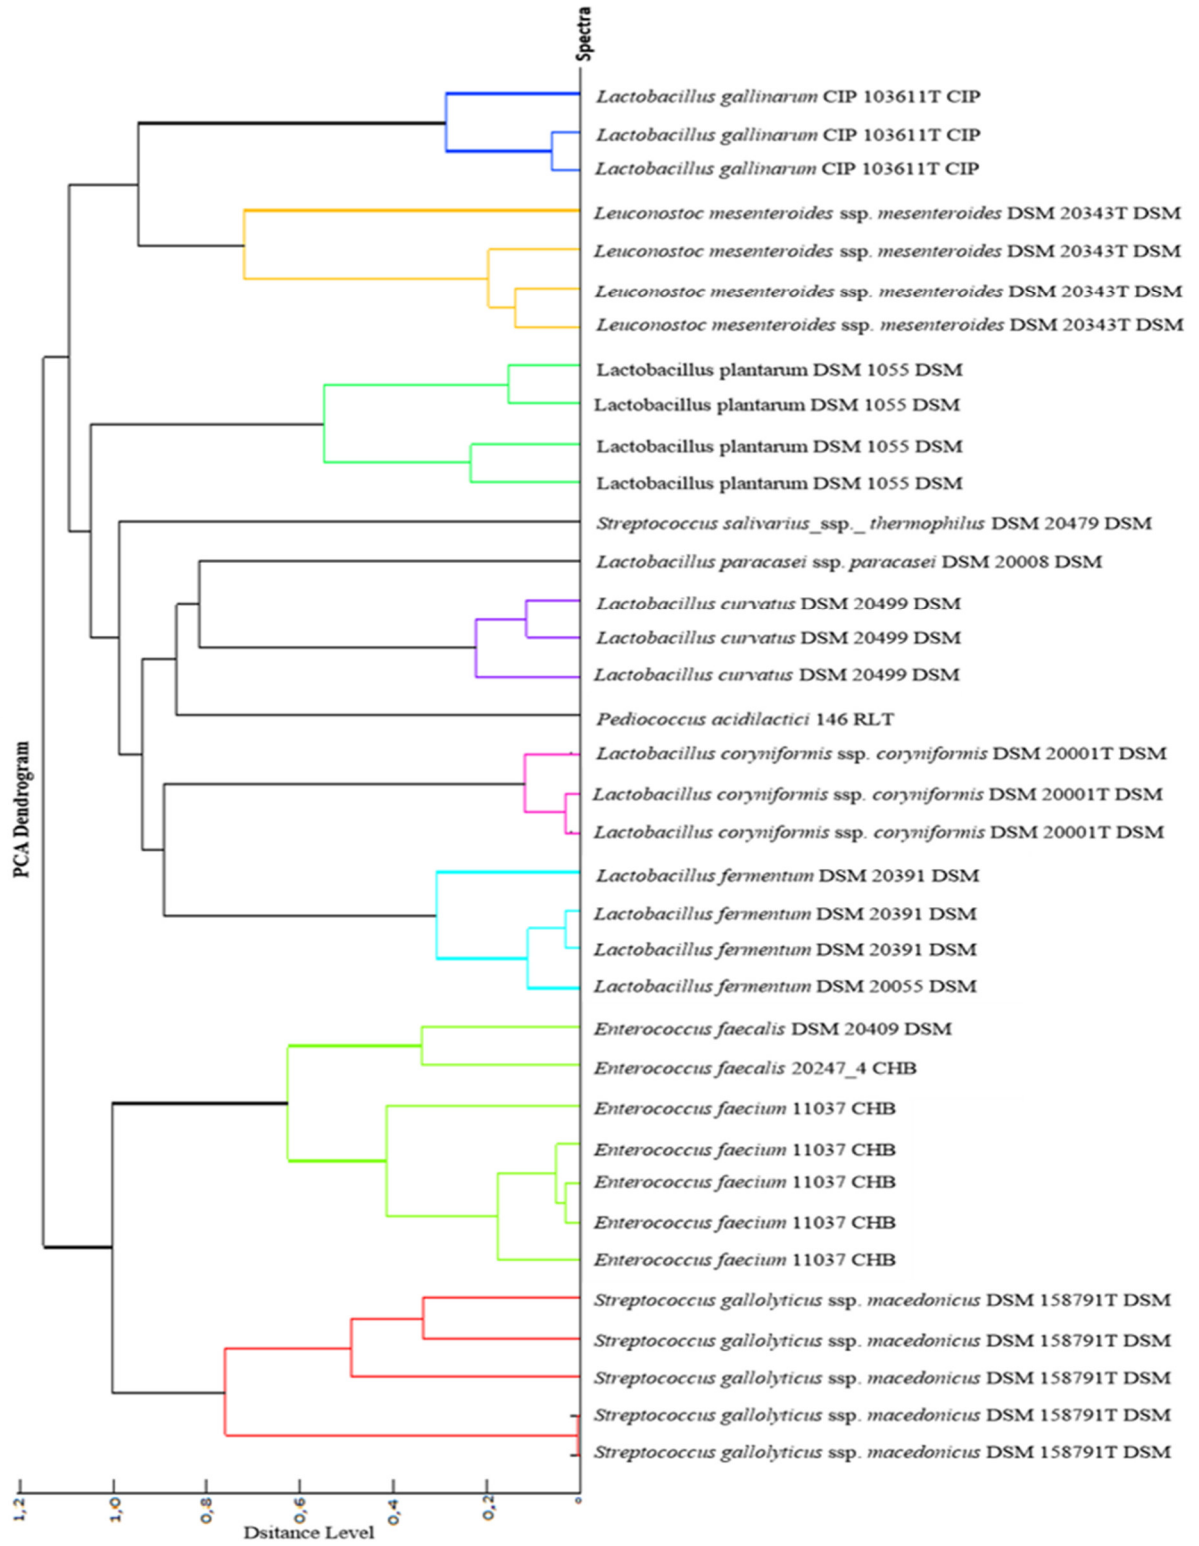 Spectra
Lactobacillus gallinarum CIP 103611T CIP
Lactobacillus gallinarum CIP 103611T CIP
Lactobacillus gallinarum CIP 103611T CIP
Leuconostoc mesenteroides ssp. mesenteroides DSM 20343T DSM
Leuconostoc mesenteroides ssp. mesenteroides DSM 20343T DSM
Leuconostoc mesenteroides ssp. mesenteroides DSM 20343T DSM
Leuconostoc mesenteroides ssp. mesenteroides DSM 20343T DSM
Lactobacillus plantarum DSM 1055 DSM
Lactobacillus plantarum DSM 1055 DSM
Lactobacillus plantarum DSM 1055 DSM
Lactobacillus plantarum DSM 1055 DSM
Streptococcus salivarius_ssp._ thermophilus DSM 20479 DSM
Lactobacillus paracasei ssp. paracasei DSM 20008 DSM
Lactobacillus curvatus DSM 20499 DSM
Lactobacillus curvatus DSM 20499 DSM
Lactobacillus curvatus DSM 20499 DSM
Pediococcus acidilactici 146 RLT
Lactobacillus coryniformis ssp. coryniformis DSM 20001T DSM
Lactobacillus coryniformis ssp. coryniformis DSM 20001T DSM
Lactobacillus coryniformis ssp. coryniformis DSM 20001T DSM
Lactobacillus fermentum DSM 20391 DSM
Lactobacillus fermentum DSM 20391 DSM
Lactobacillus fermentum DSM 20391 DSM
Lactobacillus fermentum DSM 20055 DSM
Enterococcus faecalis DSM 20409 DSM
Enterococcus faecalis 20247_4 CHB
Enterococcus faecium 11037 CHB
Enterococcus faecium 11037 CHB
Enterococcus faecium 11037 CHB
Enterococcus faecium 11037 CHB
Enterococcus faecium 11037 CHB
Streptococcus gallolyticus ssp. macedonicus DSM 158791T DSM
Streptococcus gallolyticus ssp. macedonicus DSM 158791T DSM
Streptococcus gallolyticus ssp. macedonicus DSM 158791T DSM
Streptococcus gallolyticus ssp. macedonicus DSM 158791T DSM
Streptococcus gallolyticus ssp. macedonicus DSM 158791T DSM
PCA Dendrogram
1,2 1,0 0,8 0,6 0,4 0,2 0
Dsitance Level